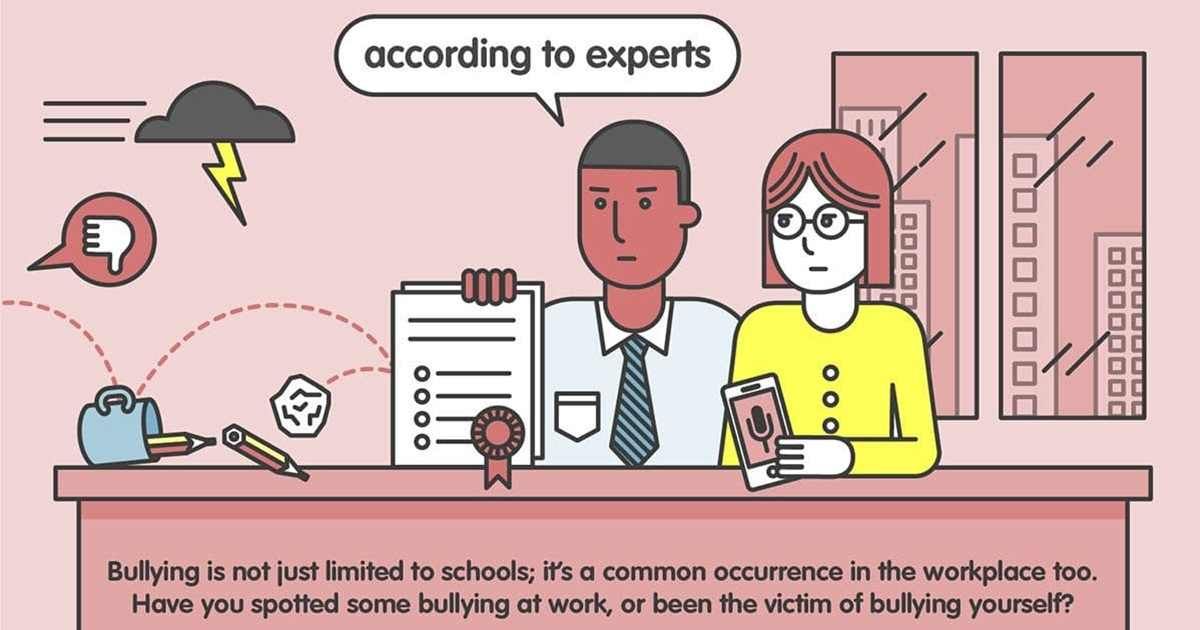 according to experts
Bullying is not just limited to schools; it's a common occurrence in the workplace too.
Have you spotted some bullying at work, or been the victim of bullying yourself?